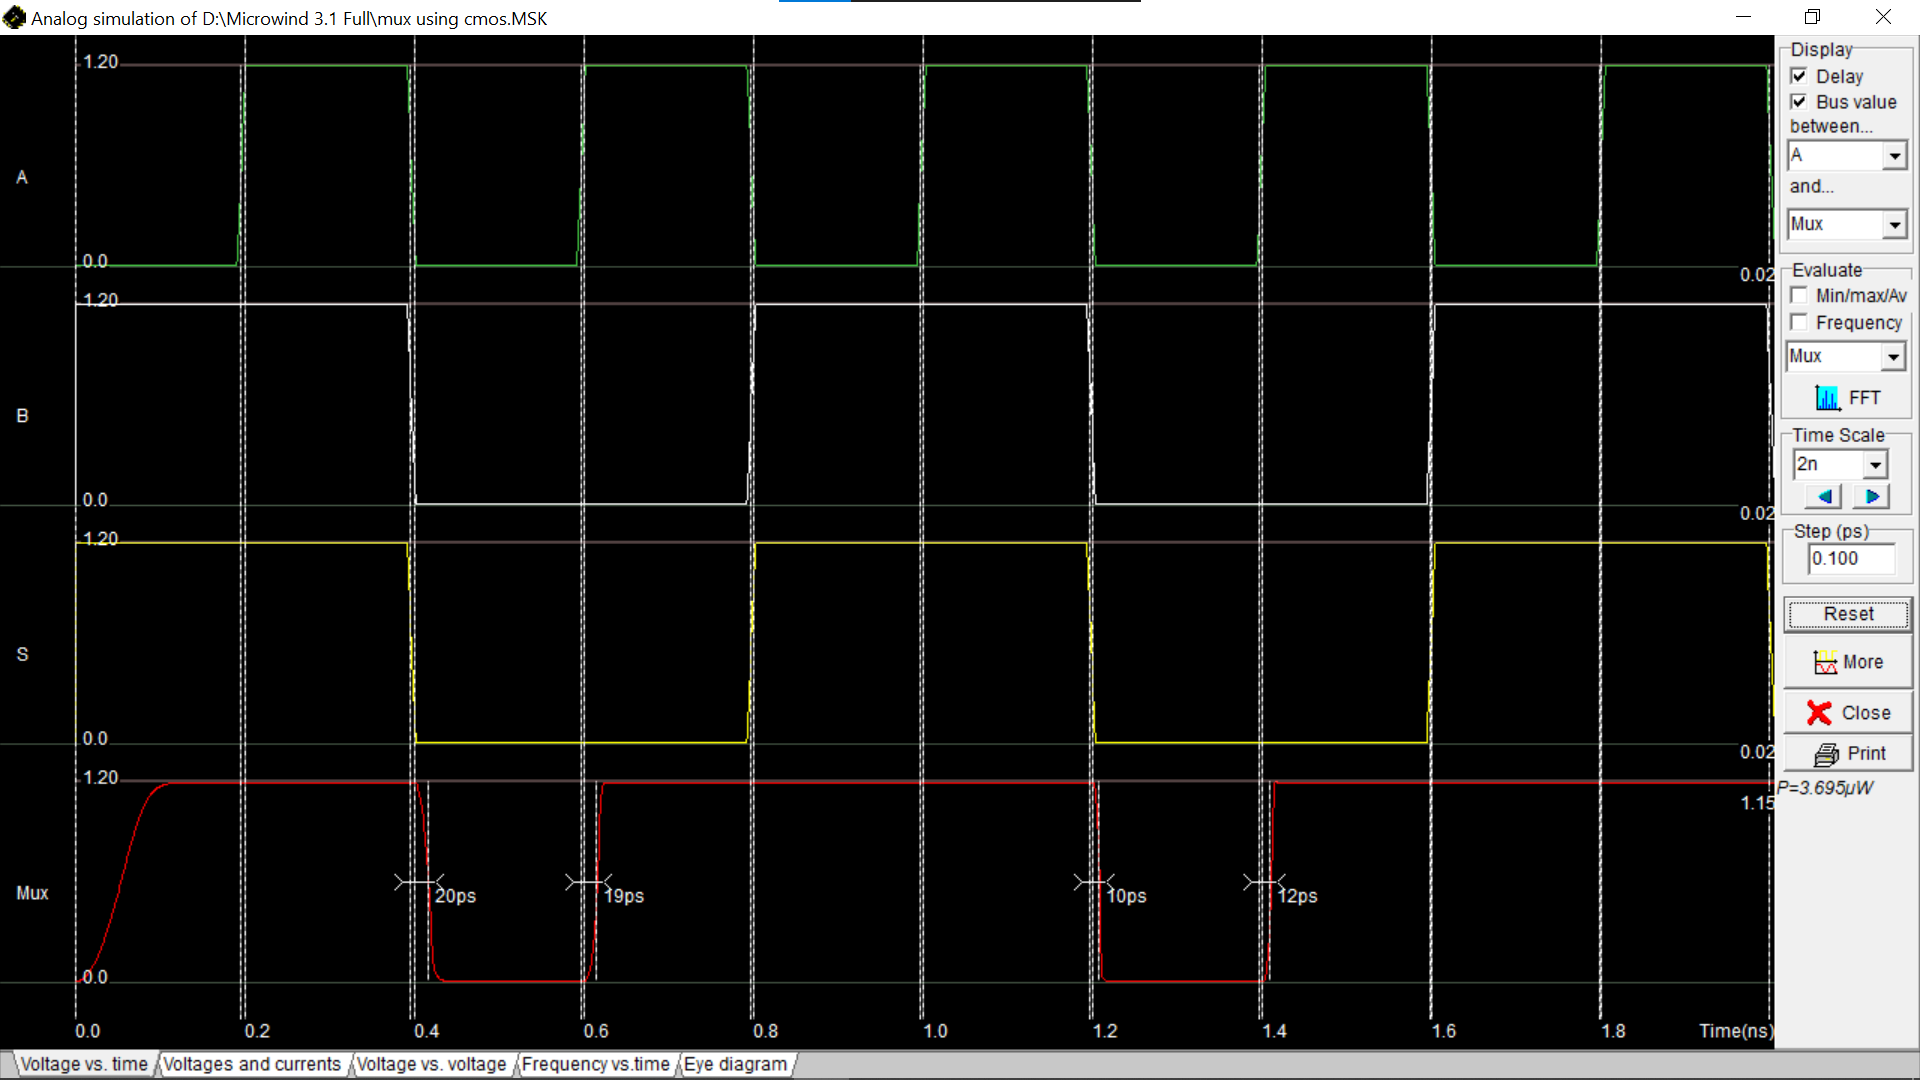 Analog simulation of D:\Microwind 3.1 Full\mux using cmos.MSK
1.20
A
0.0
0.02
1.20
B
0.0
0.02
1.20
S
0.0
0.02
1.20
1.15
Mux
20ps
19ps
10ps
12ps
0.0
0.0
0.2
0.4
0.6
0.8
1.0
1.2
1.4
1.6
1.8
Time(ns)
Display
Delay
Bus value
between...
A
and...
Mux
Evaluate
Min/max/Av
Frequency
Mux
FFT
Time Scale
2n
Step (ps)
0.100
Reset
More
Close
Print
P=3.695µW
Voltage vs. time
Voltages and currents
Voltage vs. voltage
Frequency vs.time
Eye diagram